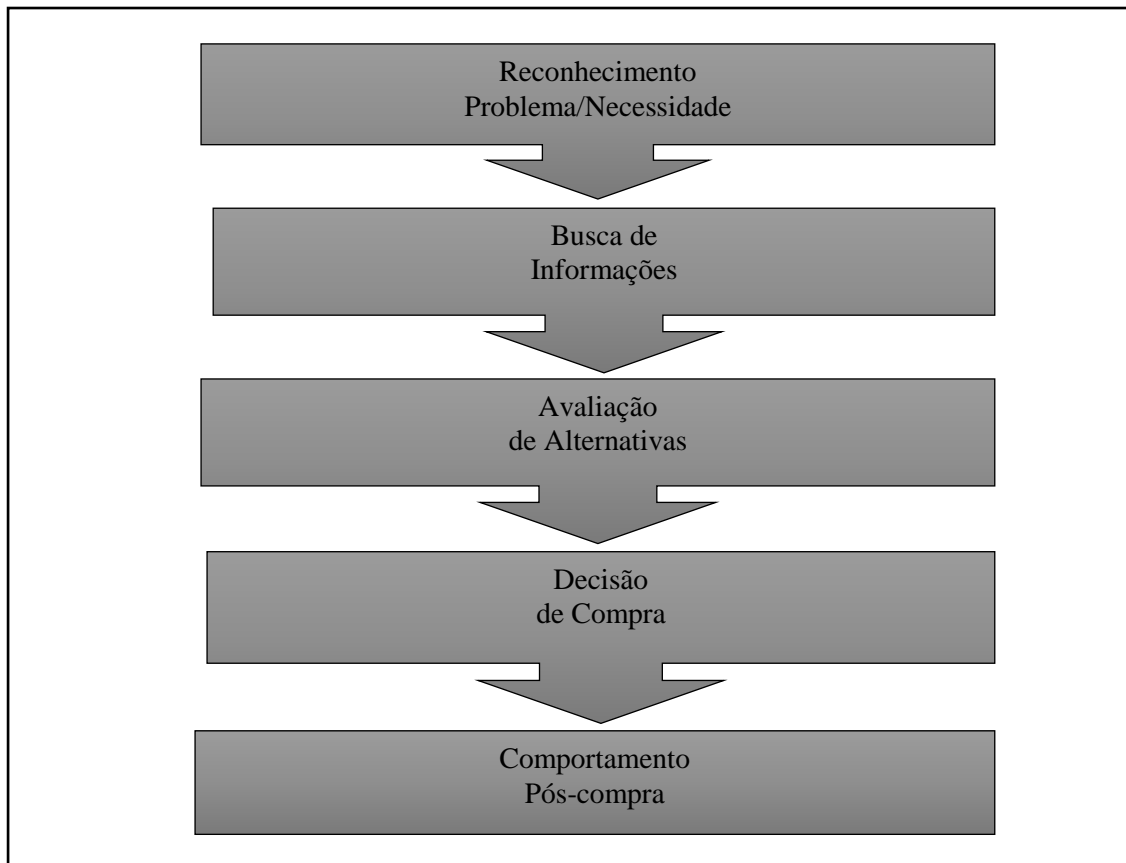 Reconhecimento
Problema/Necessidade
Busca de
Informações
Avaliação
de Alternativas
Decisão
de Compra
Comportamento
Pós-compra